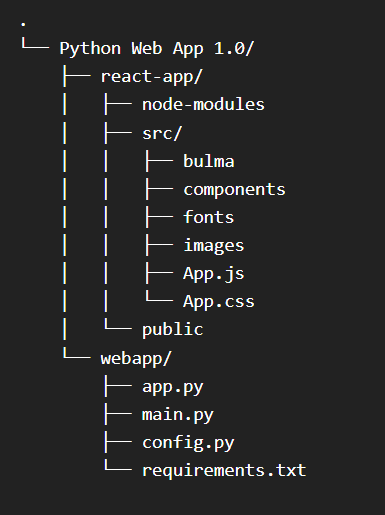 .
└── Python Web App 1.0/
    ├── react-app/
    │   ├── node-modules
    │   ├── src/
    │   │   ├── bulma
    │   │   ├── components
    │   │   ├── fonts
    │   │   ├── images
    │   │   ├── App.js
    │   │   └── App.css
    │   └── public
    └── webapp/
        ├── app.py
        ├── main.py
        ├── config.py
        └── requirements.txt